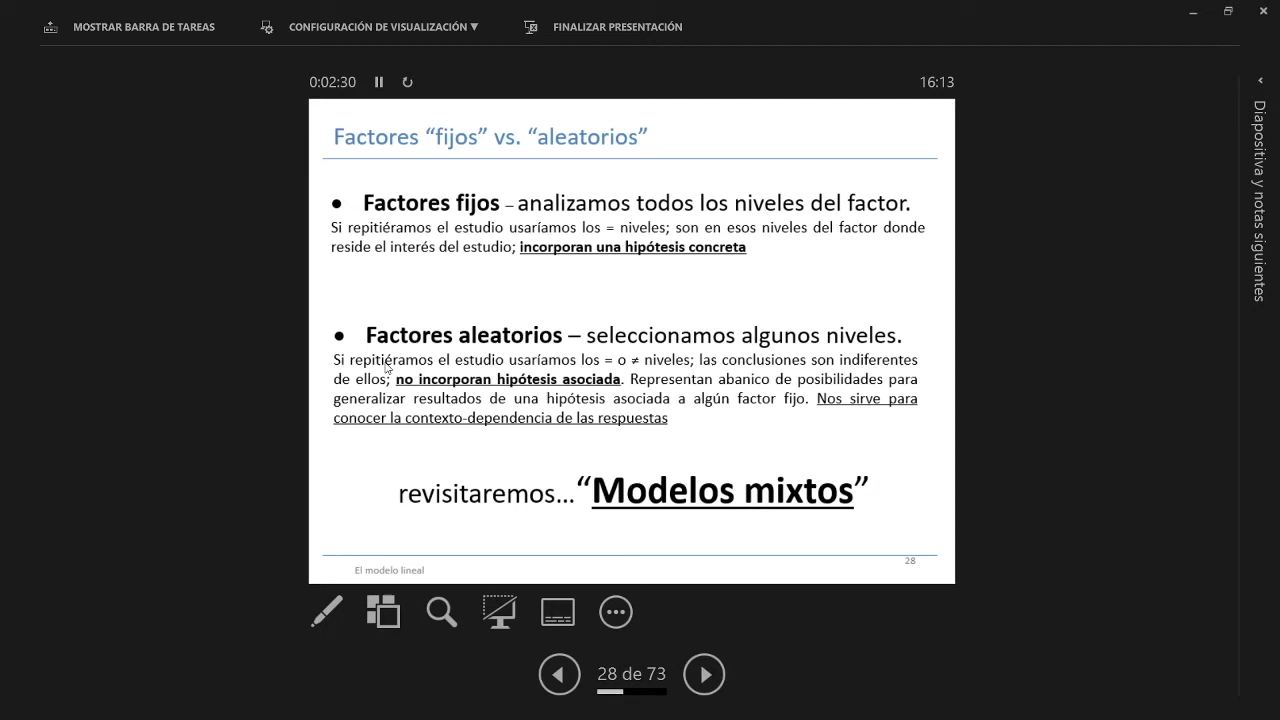 MOSTRAR BARRA DE TAREAS
CONFIGURACIÓN DE VISUALIZACIÓN ▼
FINALIZAR PRESENTACIÓN
0:02:30
16:13
Factores “fijos” vs. “aleatorios”
● Factores fijos – analizamos todos los niveles del factor.
Si repitiéramos el estudio usaríamos los = niveles; son en esos niveles del factor donde
reside el interés del estudio; incorporan una hipótesis concreta
● Factores aleatorios – seleccionamos algunos niveles.
Si repitiéramos el estudio usaríamos los = o ≠ niveles; las conclusiones son indiferentes
de ellos; no incorporan hipótesis asociada. Representan abanico de posibilidades para
generalizar resultados de una hipótesis asociada a algún factor fijo. Nos sirve para
conocer la contexto-dependencia de las respuestas
revisitaremos…“Modelos mixtos”
El modelo lineal
28
28 de 73
Diapositiva y notas siguientes